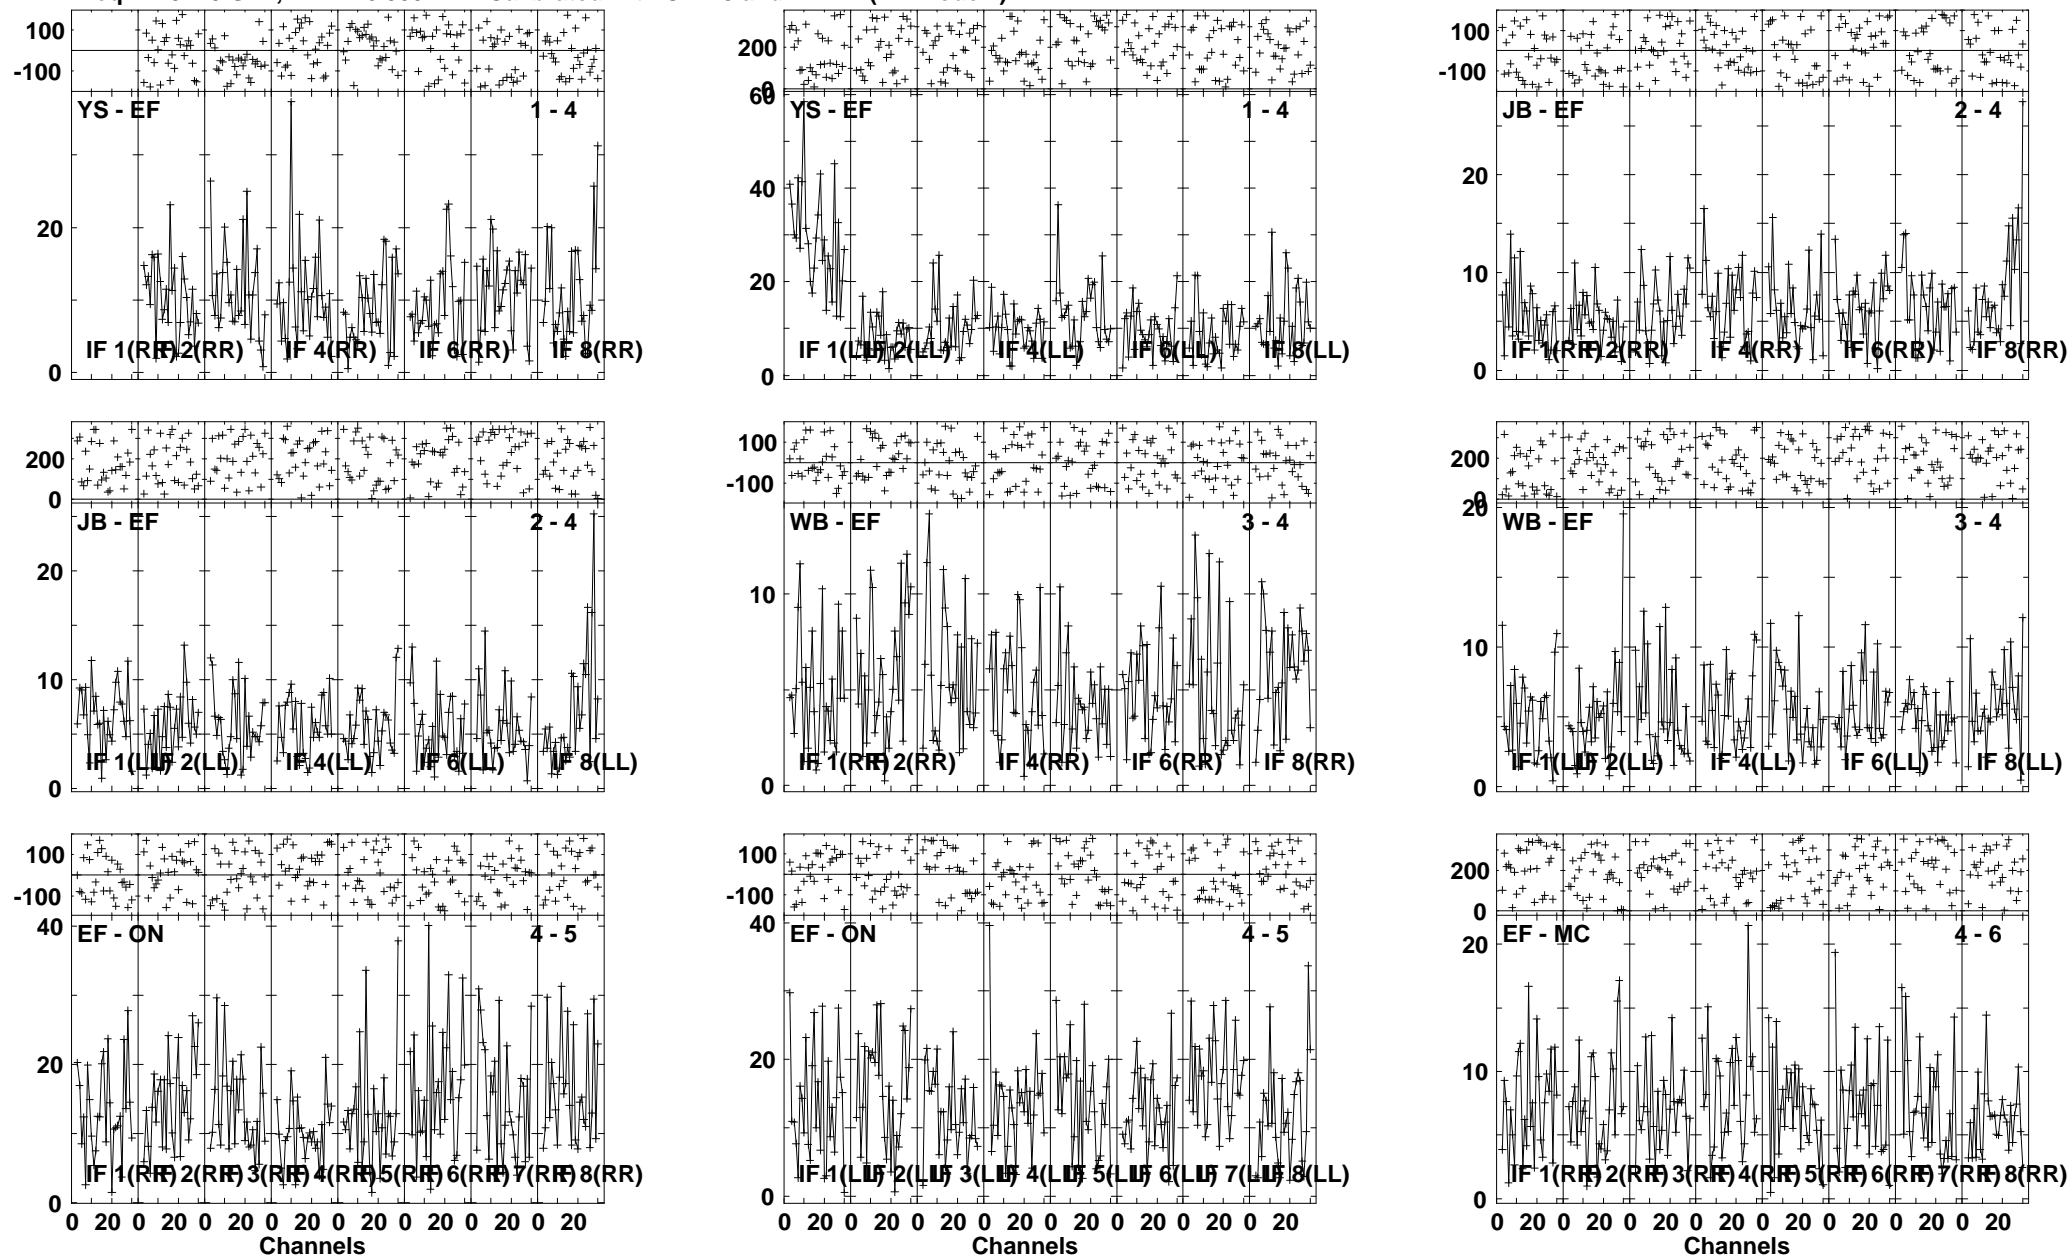 100
-100
YS - EF 1 - 4
20
0
IF 1(RR) IF 2(RR) IF 4(RR) IF 6(RR) IF 8(RR)
200
0
60
YS - EF 1 - 4
40
20
0
IF 1(LL) IF 2(LL) IF 4(LL) IF 6(LL) IF 8(LL)
100
-100
JB - EF 2 - 4
20
10
0
IF 1(RR) IF 2(RR) IF 4(RR) IF 6(RR) IF 8(RR)
200
0
JB - EF 2 - 4
20
10
0
IF 1(LL) IF 2(LL) IF 4(LL) IF 6(LL) IF 8(LL)
100
-100
WB - EF 3 - 4
10
0
IF 1(RR) IF 2(RR) IF 4(RR) IF 6(RR) IF 8(RR)
200
0
20
WB - EF 3 - 4
10
0
IF 1(LL) IF 2(LL) IF 4(LL) IF 6(LL) IF 8(LL)
100
-100
40
EF - ON 4 - 5
20
0
IF 1(RR) IF 2(RR) IF 3(RR) IF 4(RR) IF 5(RR) IF 6(RR) IF 7(RR) IF 8(RR)
0 20 0 20 0 20 0 20 0 20 0 20 0 20 0 20
Channels
100
-100
40
EF - ON 4 - 5
20
0
IF 1(LL) IF 2(LL) IF 3(LL) IF 4(LL) IF 5(LL) IF 6(LL) IF 7(LL) IF 8(LL)
0 20 0 20 0 20 0 20 0 20 0 20 0 20 0 20
Channels
200
0
EF - MC 4 - 6
20
10
0
IF 1(RR) IF 2(RR) IF 3(RR) IF 4(RR) IF 5(RR) IF 6(RR) IF 7(RR) IF 8(RR)
0 20 0 20 0 20 0 20 0 20 0 20 0 20 0 20
Channels